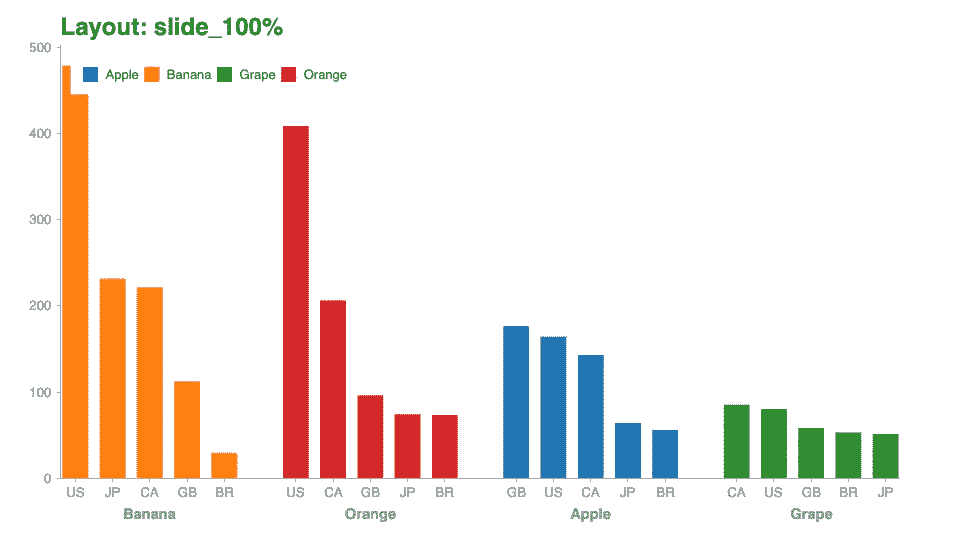 Layout: slide_100%
500
Apple Banana Grape Orange
400
300
200
100
0
US JP CA GB BR US CA GB JP BR GB US CA JP BR CA US GB BR JP
Banana Orange Apple Grape